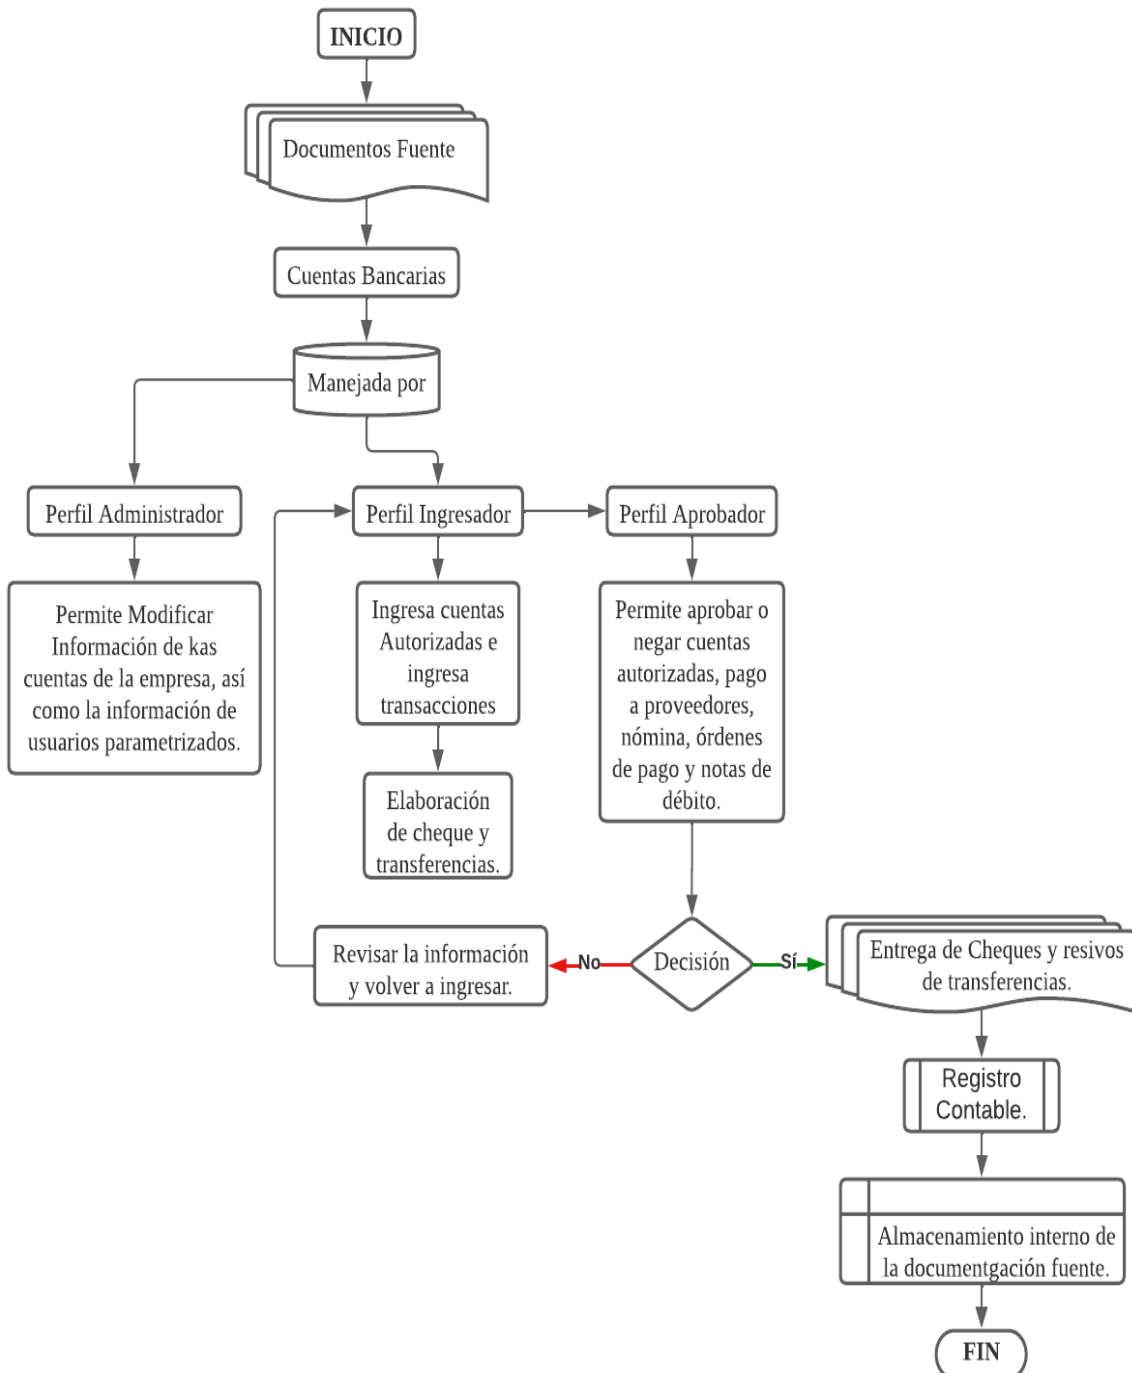 INICIO
Documentos Fuente
Cuentas Bancarias
Manejada por
Perfil Administrador
Perfil Ingresador
Perfil Aprobador
Permite Modificar
Información de kas
cuentas de la empresa, así
como la información de
usuarios parametrizados.
Ingresa cuentas
Autorizadas e
ingresa
transacciones
Permite aprobar o
negar cuentas
autorizadas, pago
a proveedores,
nómina, órdenes
de pago y notas de
débito.
Elaboración
de cheque y
transferencias.
Revisar la información
y volver a ingresar.
No
Decisión
Sí
Entrega de Cheques y resivos
de transferencias.
Registro
Contable.
Almacenamiento interno de
la documentgación fuente.
FIN